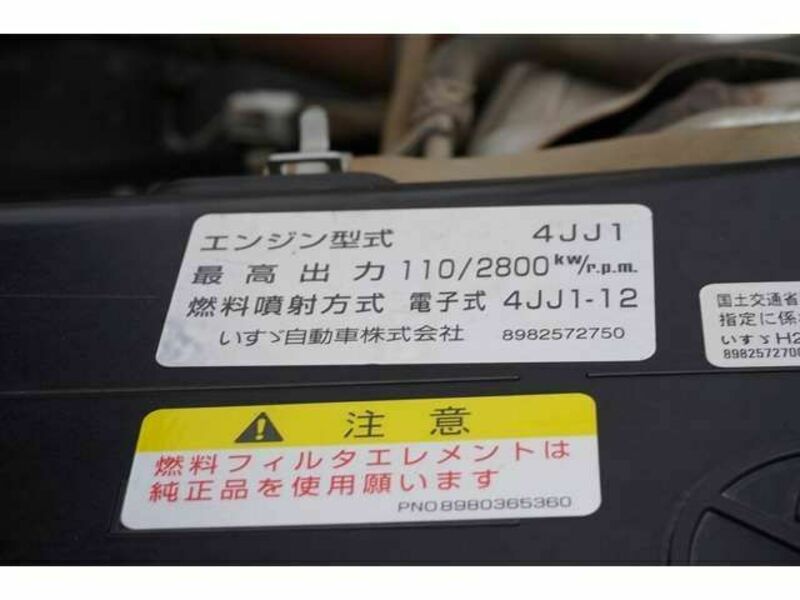 エンジン型式 4JJ1
最高出力 110/2800 kW/r.p.m.
燃料噴射方式 電子式 4JJ1-12
いすゞ自動車株式会社 8982572750
国土交通省
指定に係
いすゞH2
898257270
注意
燃料フィルタエレメントは
純正品を使用願います
PNO8980365360